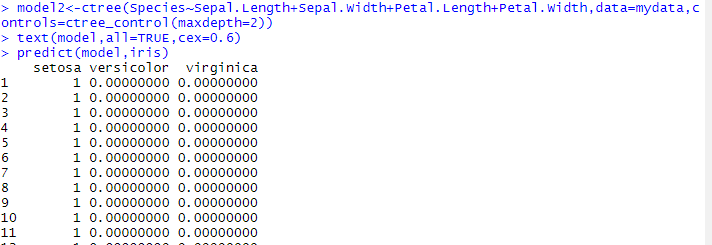 > model2<-ctree(Species~Sepal.Length+Sepal.Width+Petal.Length+Petal.Width,data=mydata,c
ontrols=ctree_control(maxdepth=2))
> text(model,all=TRUE,cex=0.6)
> predict(model,iris)
setosa versicolor virginica
1 1 0.00000000 0.00000000
2 1 0.00000000 0.00000000
3 1 0.00000000 0.00000000
4 1 0.00000000 0.00000000
5 1 0.00000000 0.00000000
6 1 0.00000000 0.00000000
7 1 0.00000000 0.00000000
8 1 0.00000000 0.00000000
9 1 0.00000000 0.00000000
10 1 0.00000000 0.00000000
11 1 0.00000000 0.00000000